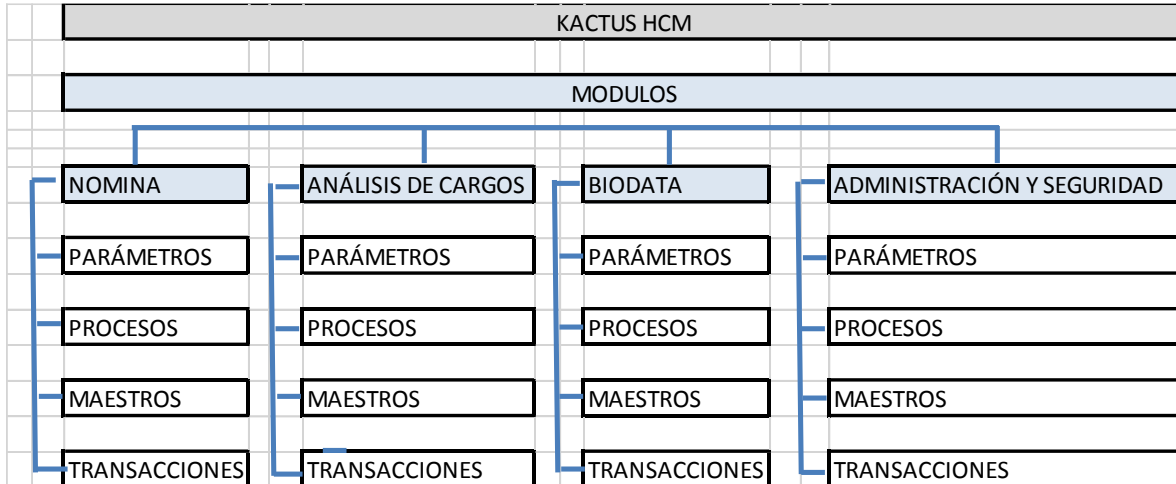 KACTUS HCM
MODULOS
NOMINA ANÁLISIS DE CARGOS BIODATA ADMINISTRACIÓN Y SEGURIDAD
PARÁMETROS PARÁMETROS PARÁMETROS PARÁMETROS
PROCESOS PROCESOS PROCESOS PROCESOS
MAESTROS MAESTROS MAESTROS MAESTROS
TRANSACCIONES TRANSACCIONES TRANSACCIONES TRANSACCIONES